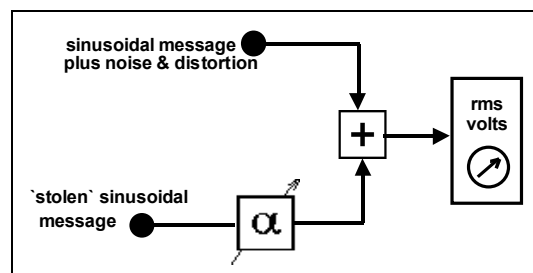 sinusoidal message
plus noise & distortion
rms
volts
+
`stolen` sinusoidal
message
α